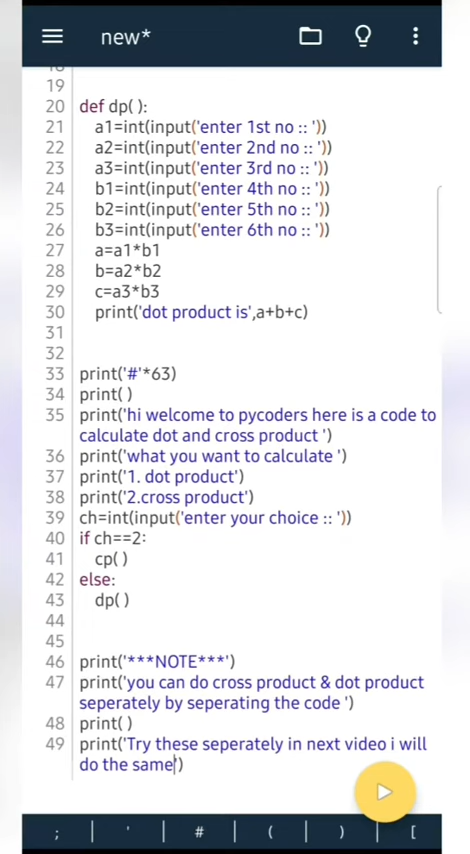 new*
19
20 def dp( ):
21 a1=int(input('enter 1st no :: '))
22 a2=int(input('enter 2nd no :: '))
23 a3=int(input('enter 3rd no :: '))
24 b1=int(input('enter 4th no :: '))
25 b2=int(input('enter 5th no :: '))
26 b3=int(input('enter 6th no :: '))
27 a=a1*b1
28 b=a2*b2
29 c=a3*b3
30 print('dot product is',a+b+c)
31
32
33 print('#'*63)
34 print( )
35 print('hi welcome to pycoders here is a code to
calculate dot and cross product ')
36 print('what you want to calculate ')
37 print('1. dot product')
38 print('2.cross product')
39 ch=int(input('enter your choice :: '))
40 if ch==2:
41 cp( )
42 else:
43 dp( )
44
45
46 print('***NOTE***')
47 print('you can do cross product & dot product
seperately by seperating the code ')
48 print( )
49 print('Try these seperately in next video i will
do the same')
; | ' | # | ( | ) | [